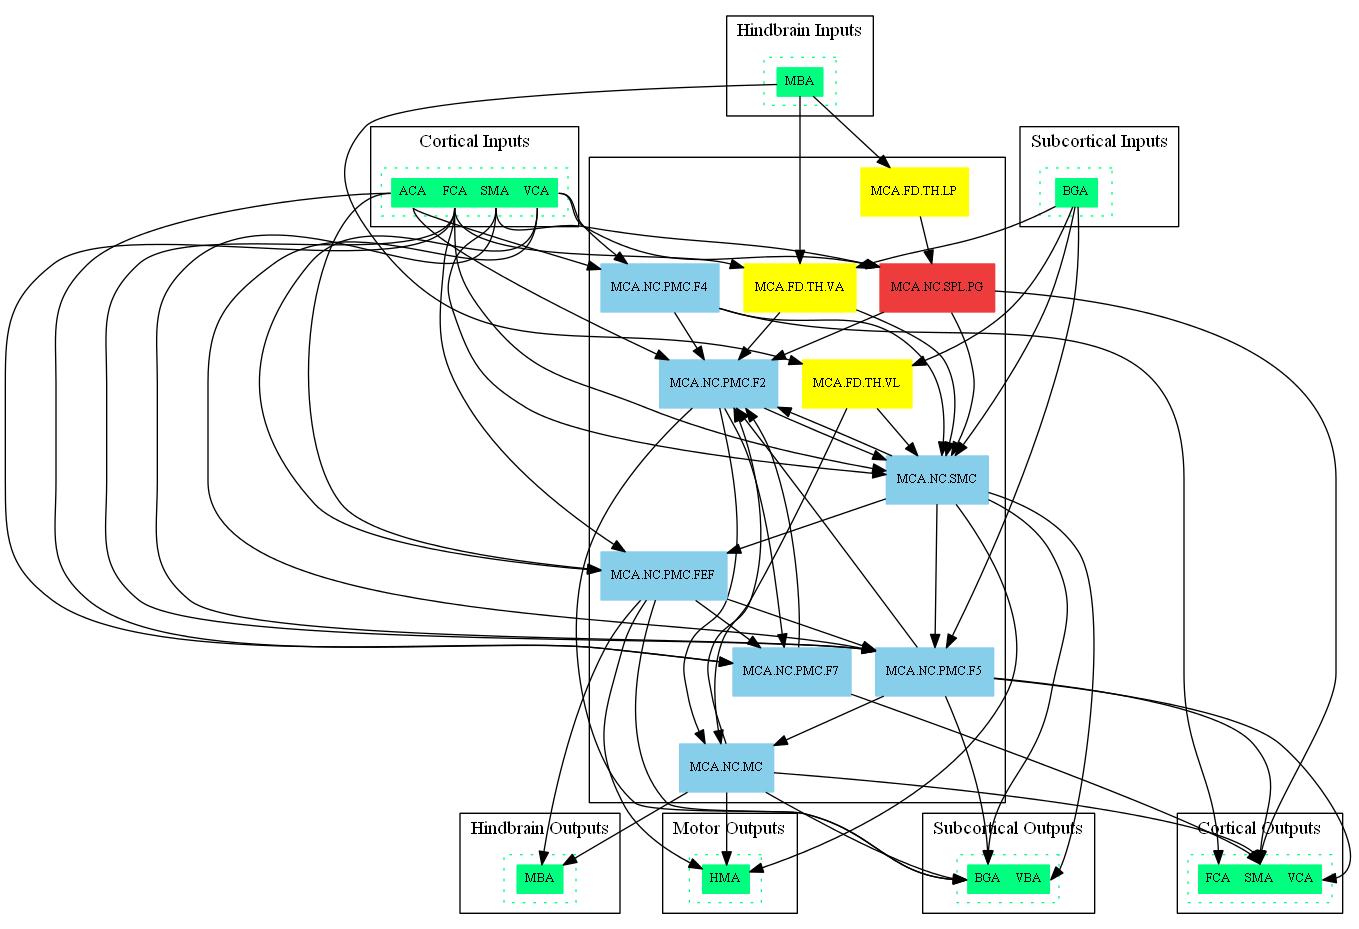 Hindbrain Inputs
MBA
Cortical Inputs
ACA FCA SMA VCA
Subcortical Inputs
BGA
MCA.FD.TH.LP
MCA.NC.PMC.F4
MCA.FD.TH.VA
MCA.NC.SPL.PG
MCA.NC.PMC.F2
MCA.FD.TH.VL
MCA.NC.SMC
MCA.NC.PMC.FEF
MCA.NC.PMC.F7
MCA.NC.PMC.F5
MCA.NC.MC
Hindbrain Outputs
MBA
Motor Outputs
HMA
Subcortical Outputs
BGA VBA
Cortical Outputs
FCA SMA VCA